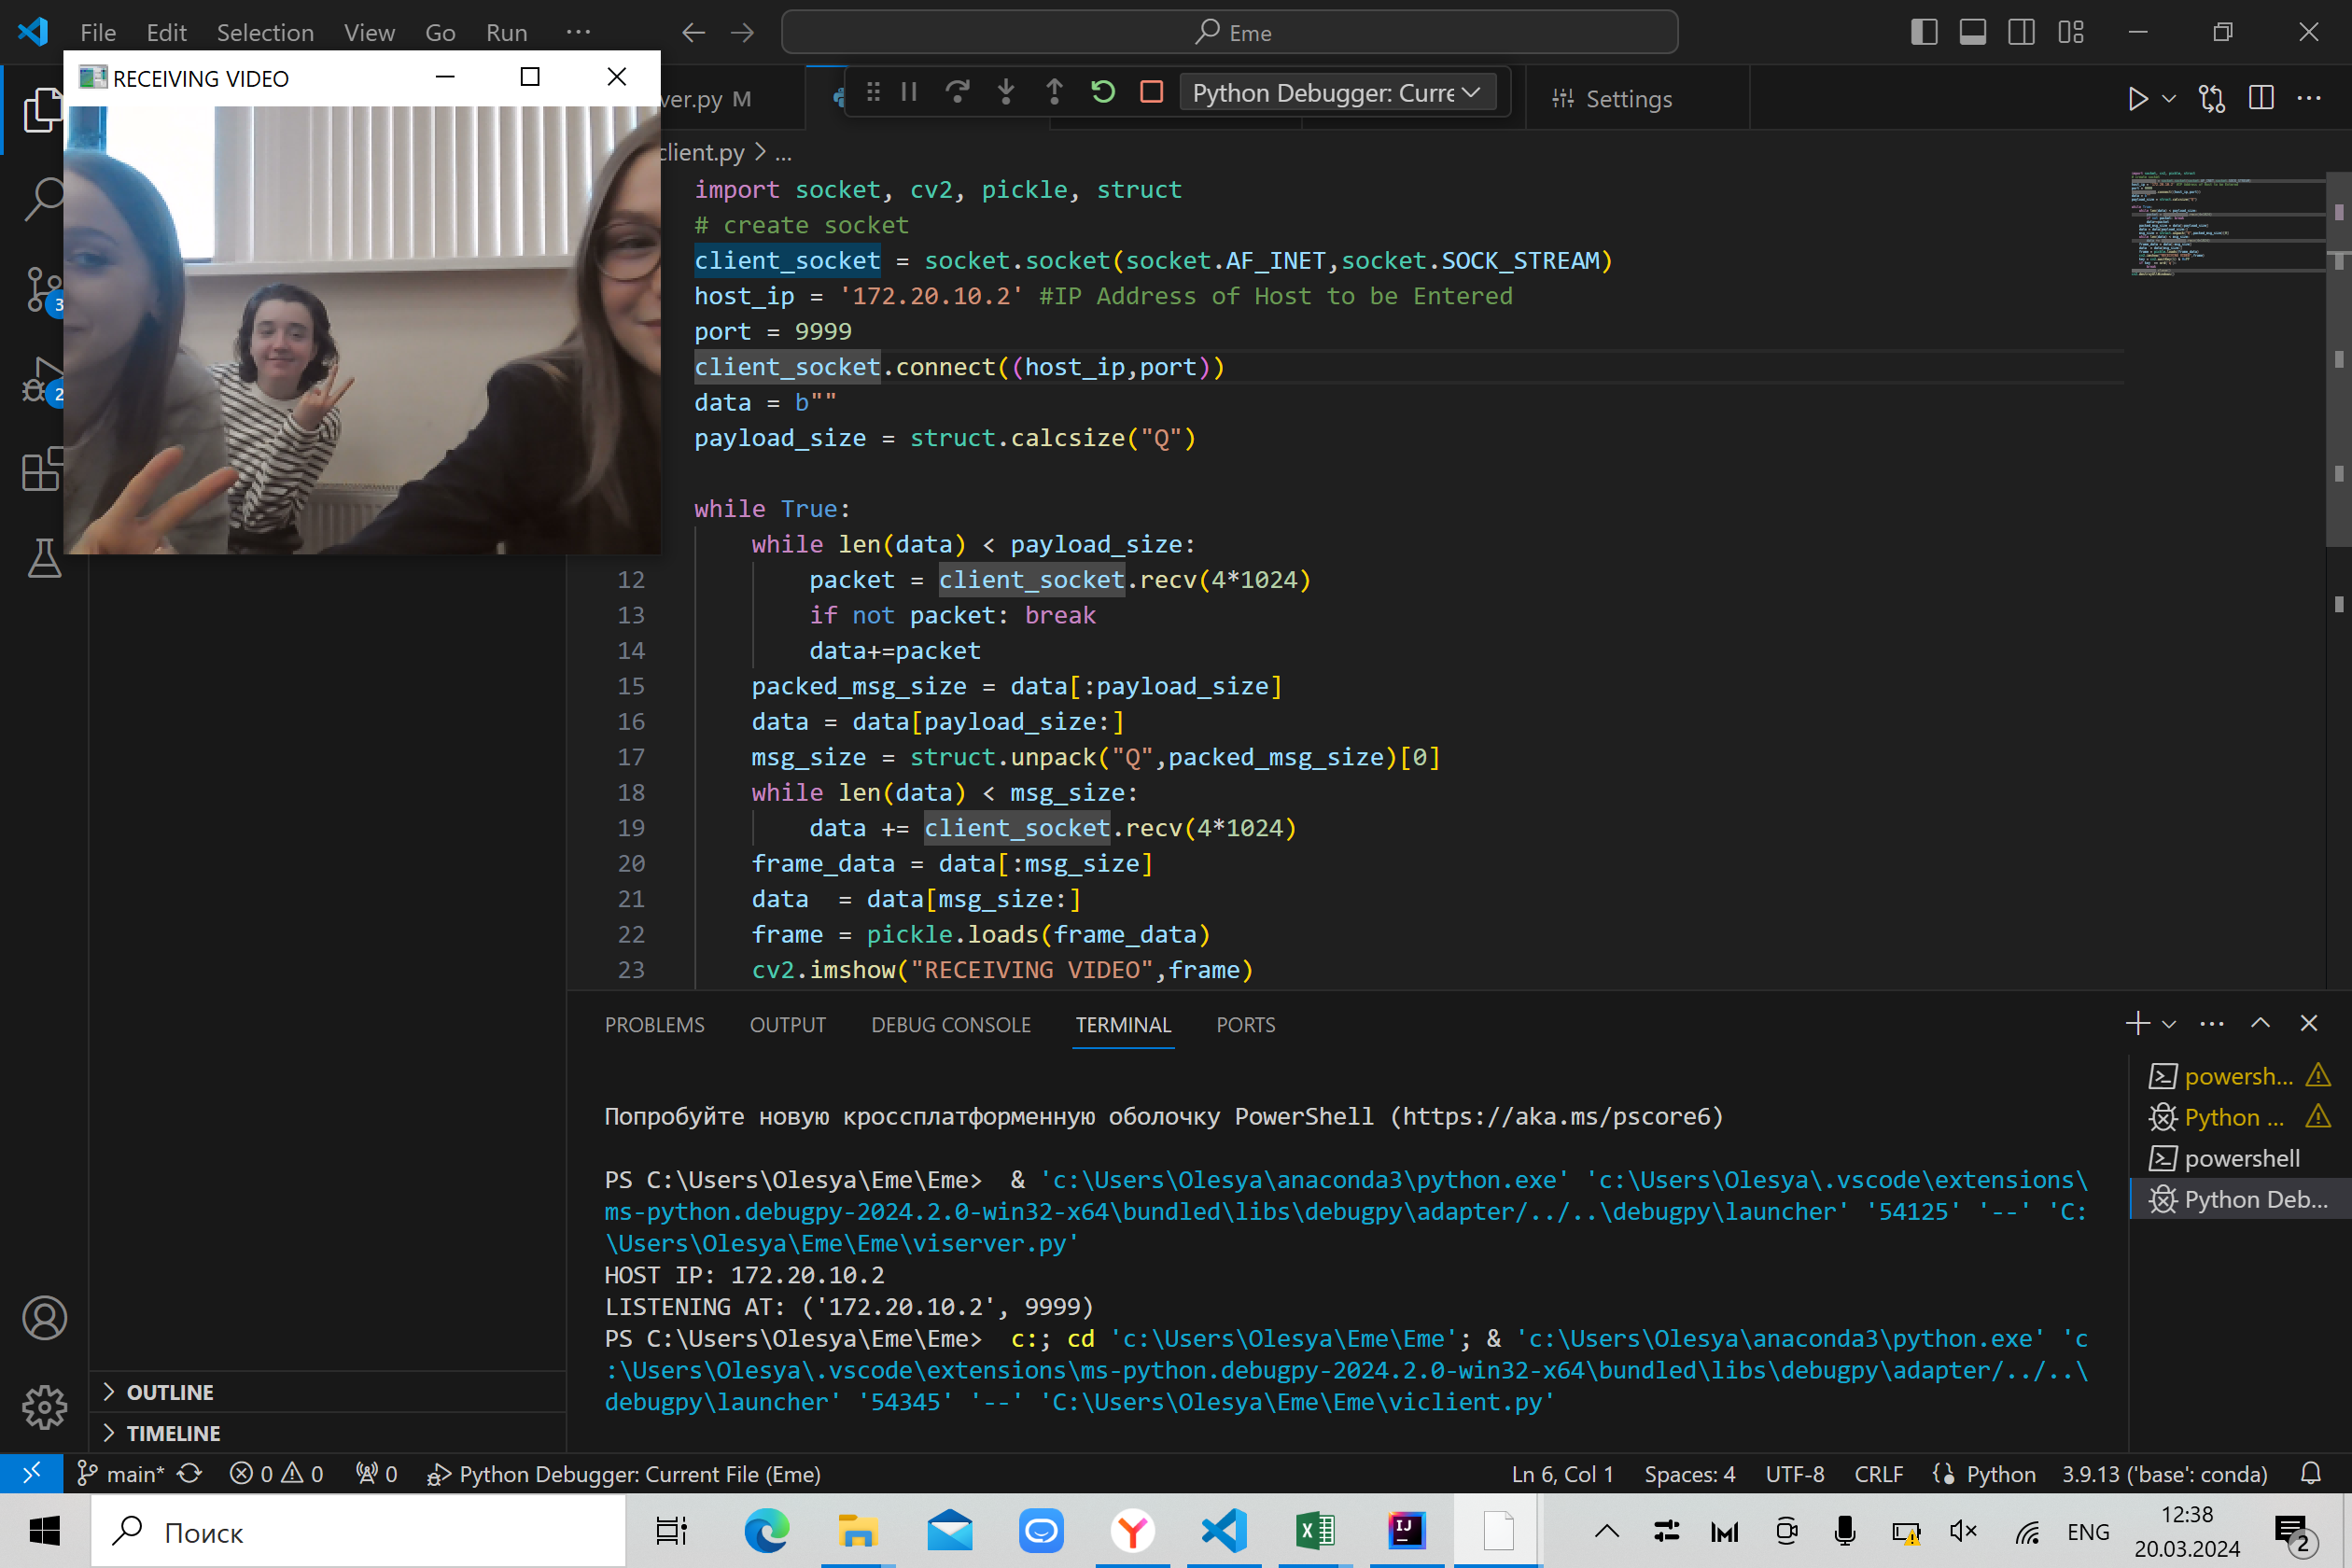 File Edit Selection View Go Run ...
Eme
RECEIVING VIDEO
ver.py M
Python Debugger: Curre
Settings
client.py > ...
import socket, cv2, pickle, struct
# create socket
client_socket = socket.socket(socket.AF_INET,socket.SOCK_STREAM)
host_ip = '172.20.10.2' #IP Address of Host to be Entered
port = 9999
client_socket.connect((host_ip,port))
data = b""
payload_size = struct.calcsize("Q")
while True:
while len(data) < payload_size:
12 packet = client_socket.recv(4*1024)
13 if not packet: break
14 data+=packet
15 packed_msg_size = data[:payload_size]
16 data = data[payload_size:]
17 msg_size = struct.unpack("Q",packed_msg_size)[0]
18 while len(data) < msg_size:
19 data += client_socket.recv(4*1024)
20 frame_data = data[:msg_size]
21 data  = data[msg_size:]
22 frame = pickle.loads(frame_data)
23 cv2.imshow("RECEIVING VIDEO",frame)
3
2
PROBLEMS OUTPUT DEBUG CONSOLE TERMINAL PORTS
Попробуйте новую кроссплатформенную оболочку PowerShell (https://aka.ms/pscore6)
PS C:\Users\Olesya\Eme\Eme>  & 'c:\Users\Olesya\anaconda3\python.exe' 'c:\Users\Olesya\.vscode\extensions\
ms-python.debugpy-2024.2.0-win32-x64\bundled\libs\debugpy\adapter/../..\debugpy\launcher' '54125' '--' 'C:
\Users\Olesya\Eme\Eme\viserver.py'
HOST IP: 172.20.10.2
LISTENING AT: ('172.20.10.2', 9999)
PS C:\Users\Olesya\Eme\Eme>  c:; cd 'c:\Users\Olesya\Eme\Eme'; & 'c:\Users\Olesya\anaconda3\python.exe' 'c
:\Users\Olesya\.vscode\extensions\ms-python.debugpy-2024.2.0-win32-x64\bundled\libs\debugpy\adapter/../..\
debugpy\launcher' '54345' '--' 'C:\Users\Olesya\Eme\Eme\viclient.py'
powersh...
Python ...
powershell
Python Deb...
OUTLINE
TIMELINE
main* 0 0 0 Python Debugger: Current File (Eme) Ln 6, Col 1 Spaces: 4 UTF-8 CRLF Python 3.9.13 ('base': conda)
Поиск
ENG
12:38
20.03.2024
2